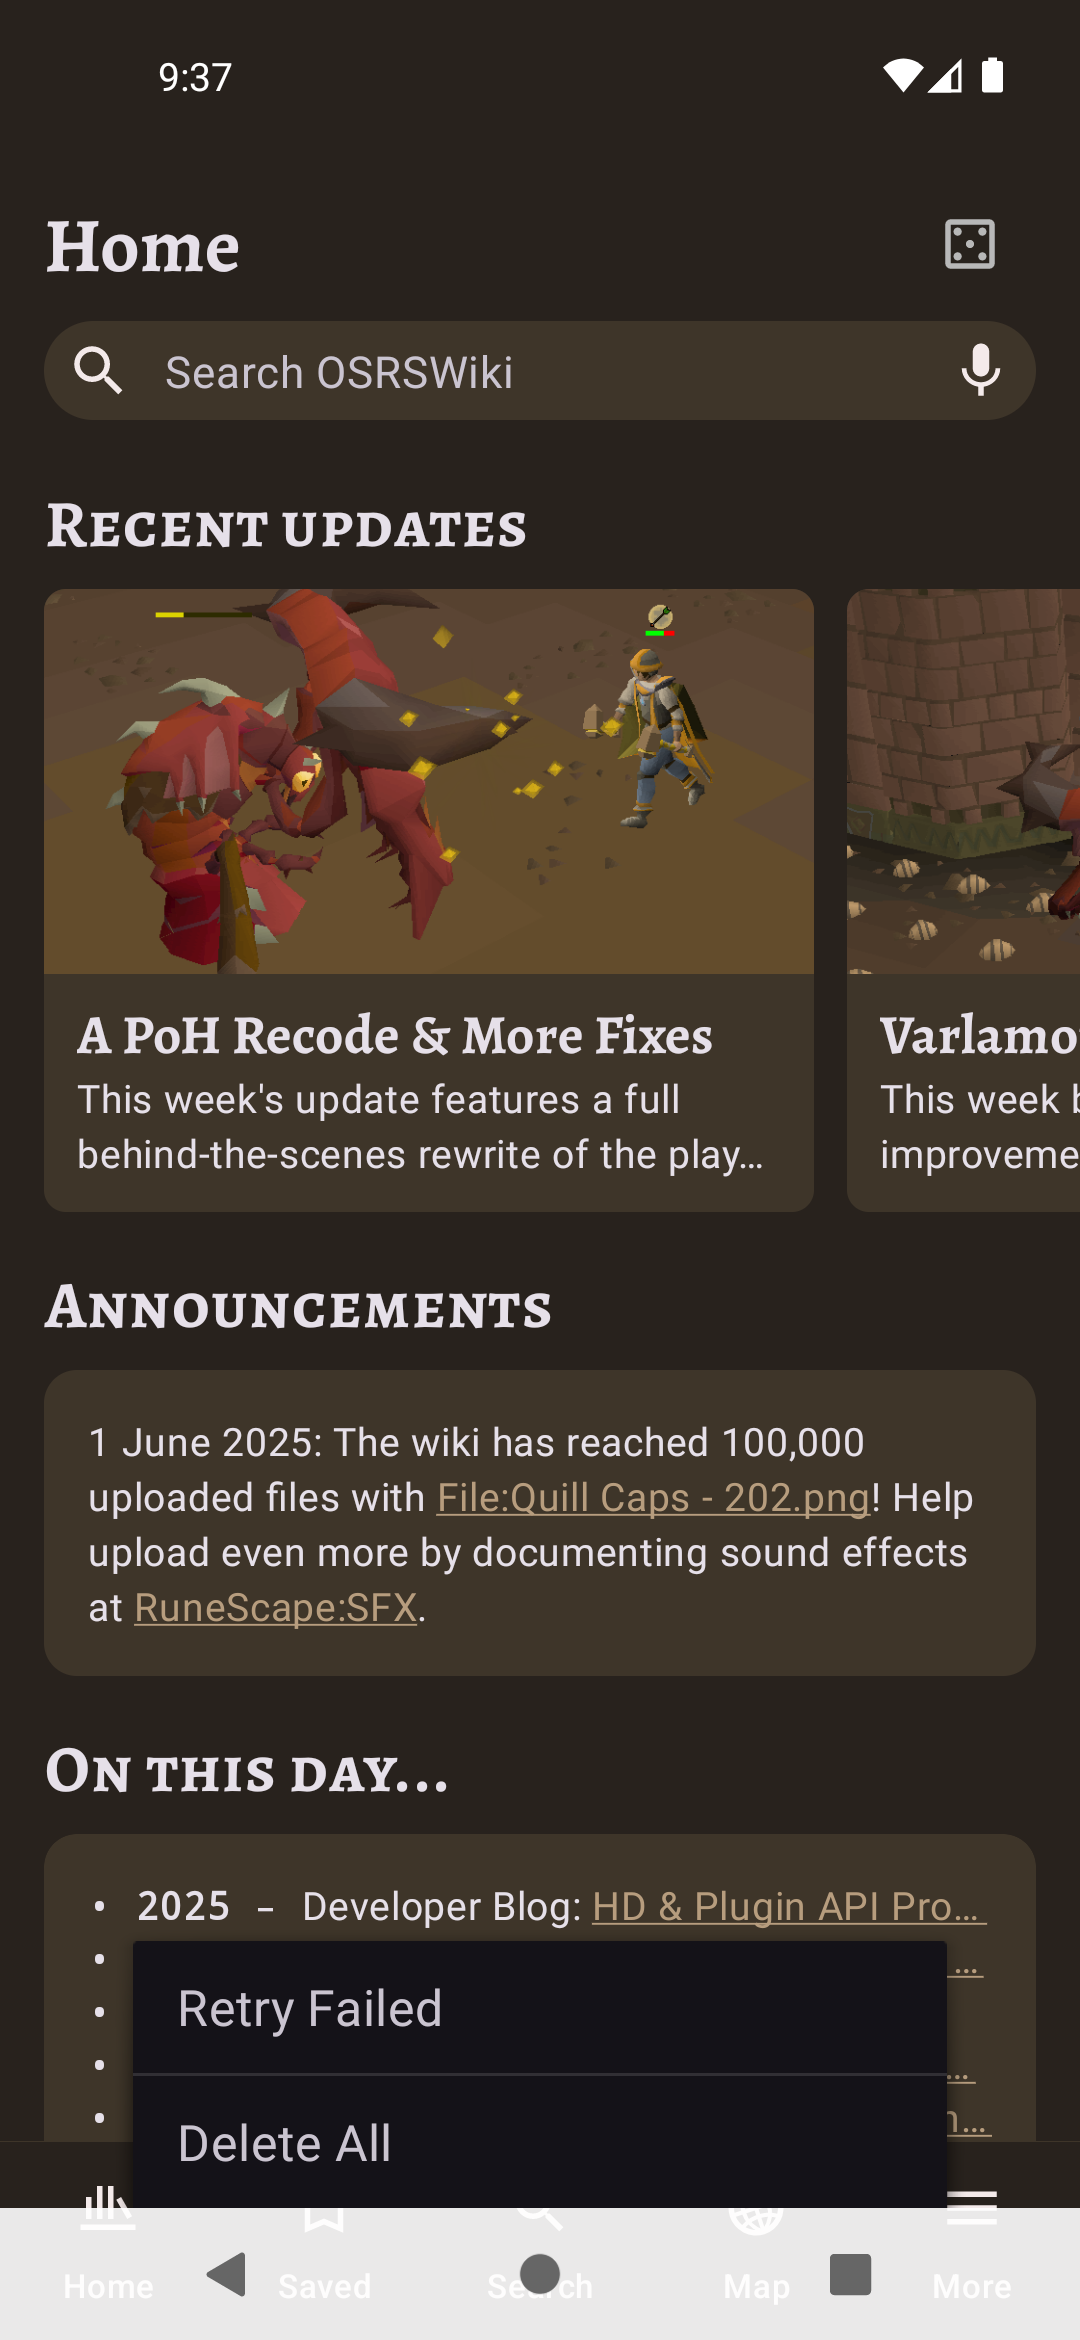 9:37
Home
Search OSRSWiki
Recent updates
A PoH Recode & More Fixes
This week's update features a full
behind-the-scenes rewrite of the play…
Varlamo
This week
improveme
Announcements
1 June 2025: The wiki has reached 100,000
uploaded files with File:Quill Caps - 202.png! Help
upload even more by documenting sound effects
at RuneScape:SFX.
On this day...
• 2025 – Developer Blog: HD & Plugin API Pro…
•
•
•
•
Retry Failed
Delete All
Home
Saved
Search
Map
More